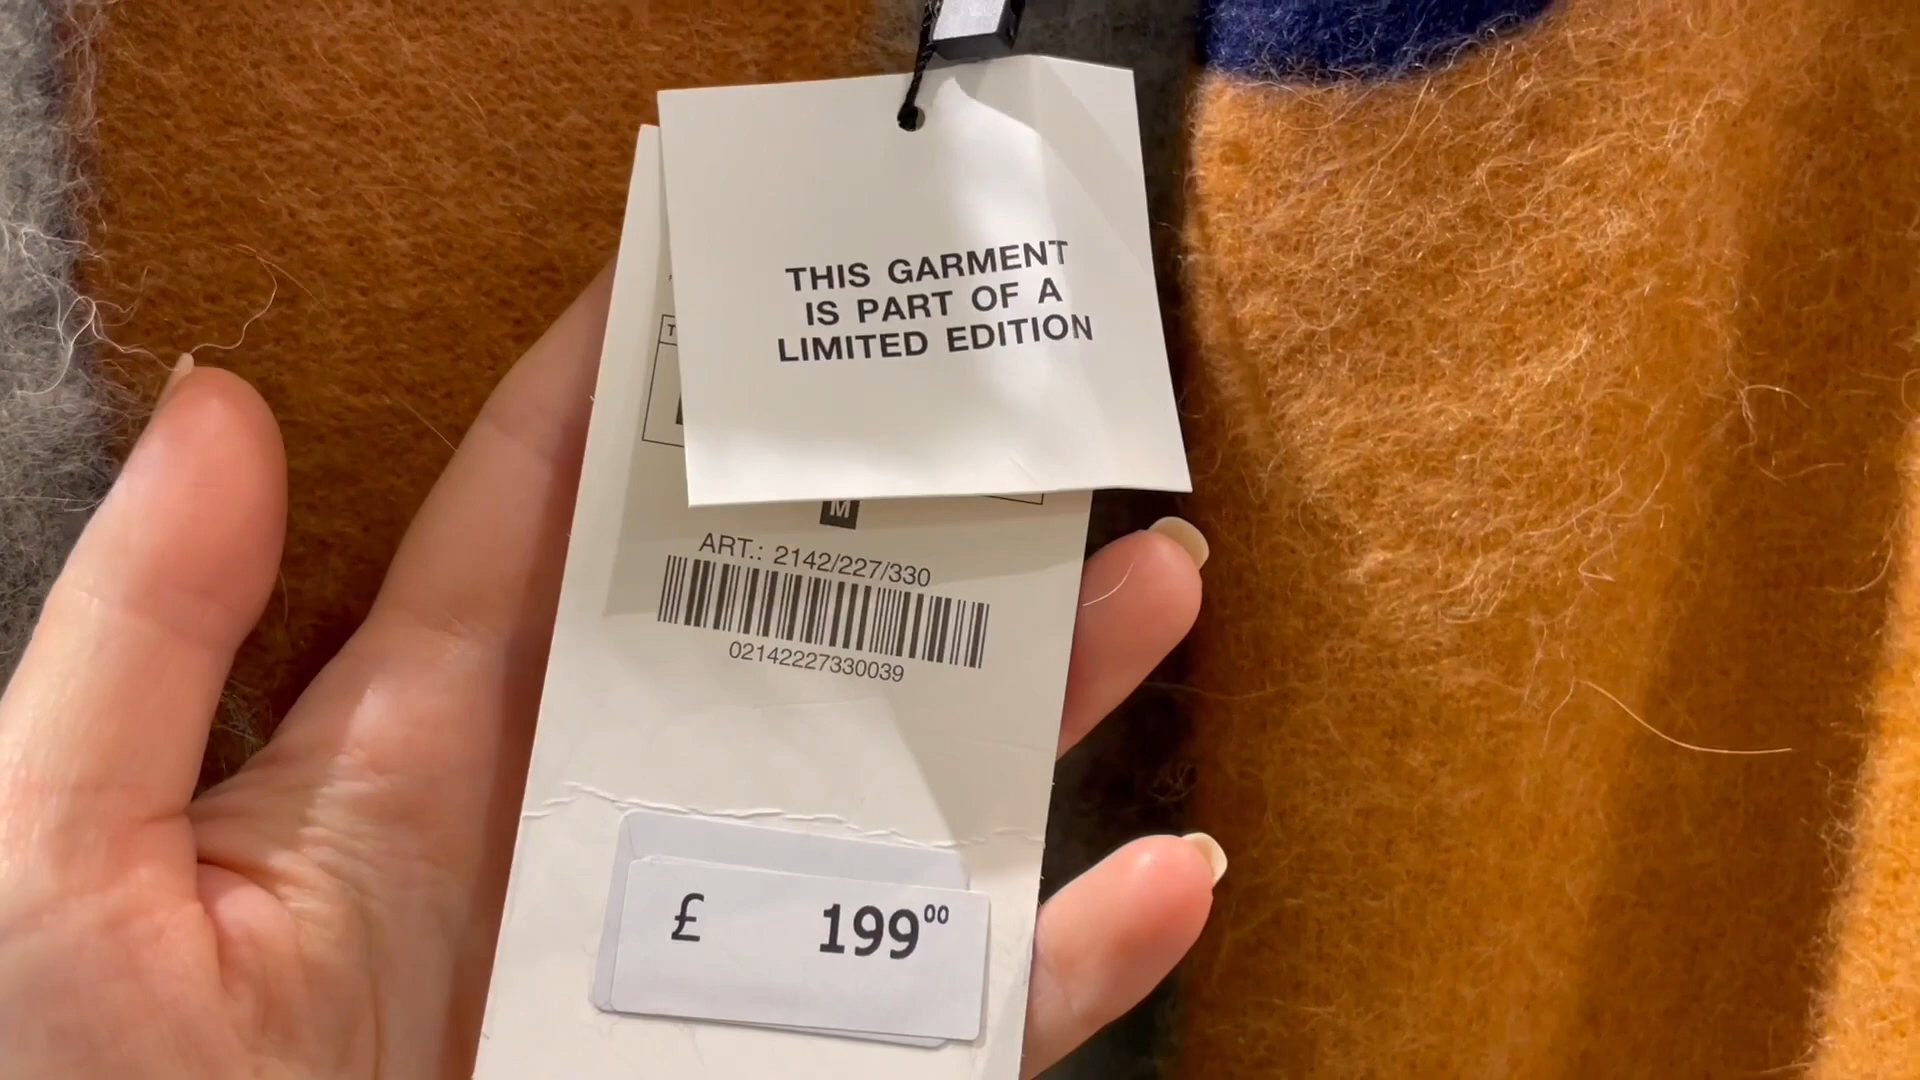 THIS GARMENT
IS PART OF A
LIMITED EDITION
M
ART.: 2142/227/330
02142227330039
£ 199⁰⁰